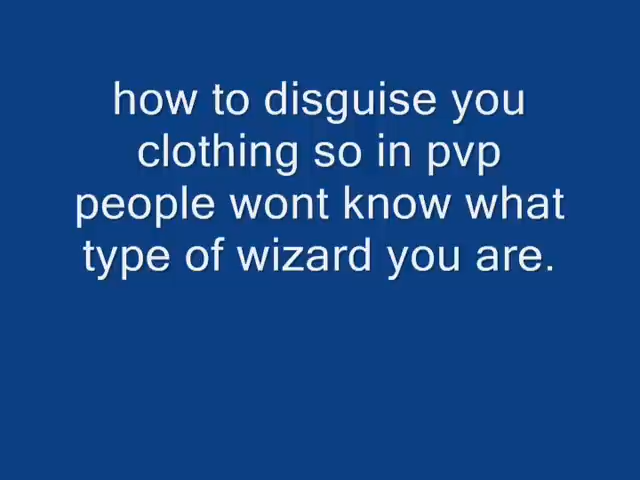 how to disguise you
clothing so in pvp
people wont know what
type of wizard you are.